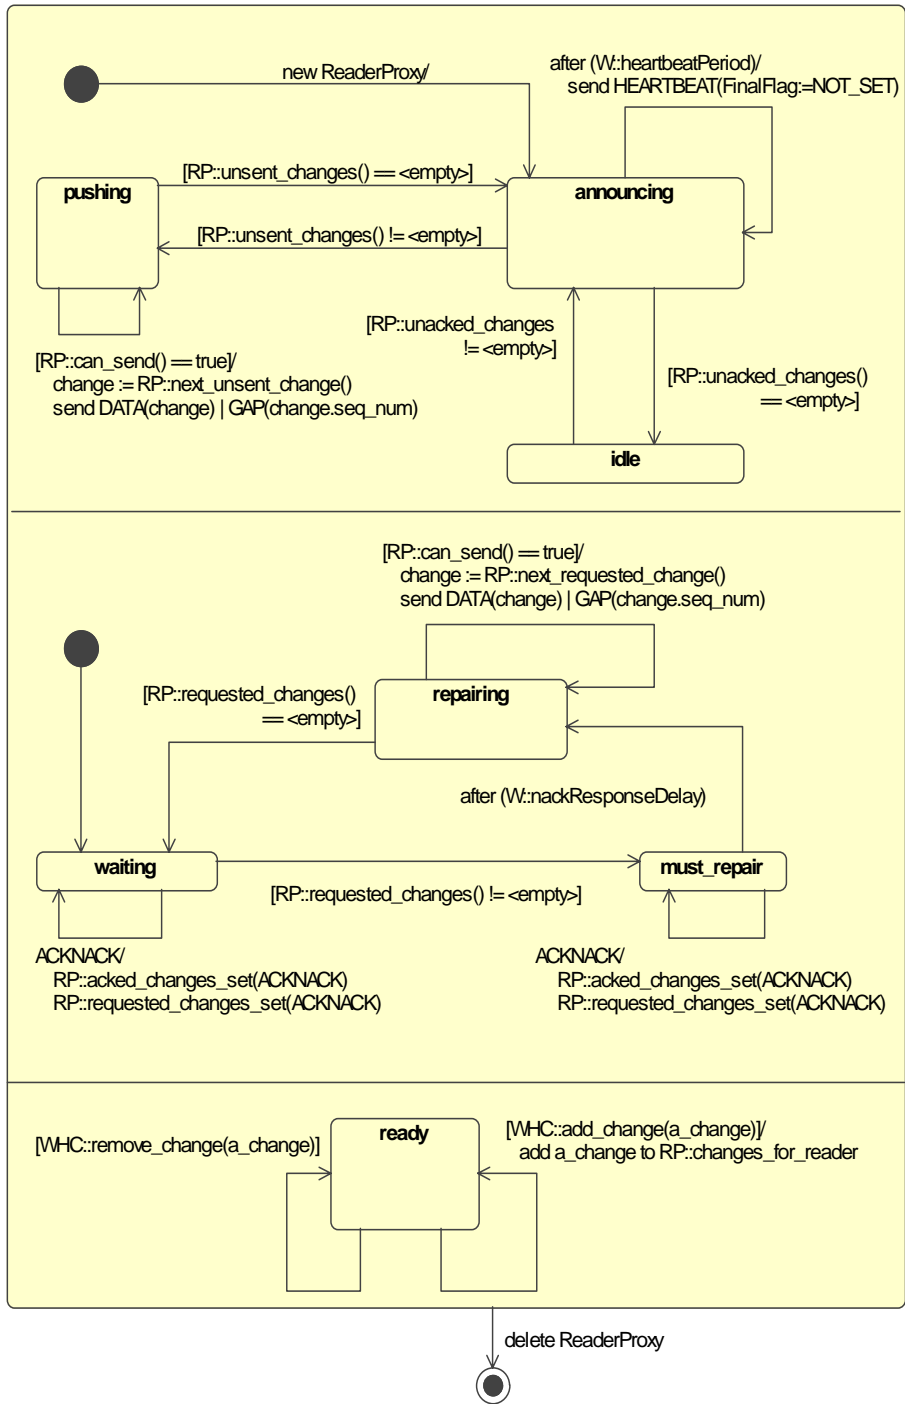 new ReaderProxy/
after (W::heartbeatPeriod)/
send HEARTBEAT(FinalFlag:=NOT_SET)
[RP::unsent_changes() == <empty>]
pushing
announcing
[RP::unsent_changes() != <empty>]
[RP::unacked_changes
!= <empty>]
[RP::can_send() == true]/
change := RP::next_unsent_change()
send DATA(change) | GAP(change.seq_num)
[RP::unacked_changes()
== <empty>]
idle
[RP::can_send() == true]/
change := RP::next_requested_change()
send DATA(change) | GAP(change.seq_num)
[RP::requested_changes()
== <empty>]
repairing
after (W::nackResponseDelay)
waiting
must_repair
[RP::requested_changes() != <empty>]
ACKNACK/
RP::acked_changes_set(ACKNACK)
RP::requested_changes_set(ACKNACK)
ACKNACK/
RP::acked_changes_set(ACKNACK)
RP::requested_changes_set(ACKNACK)
[WHC::remove_change(a_change)]
ready
[WHC::add_change(a_change)]/
add a_change to RP::changes_for_reader
delete ReaderProxy